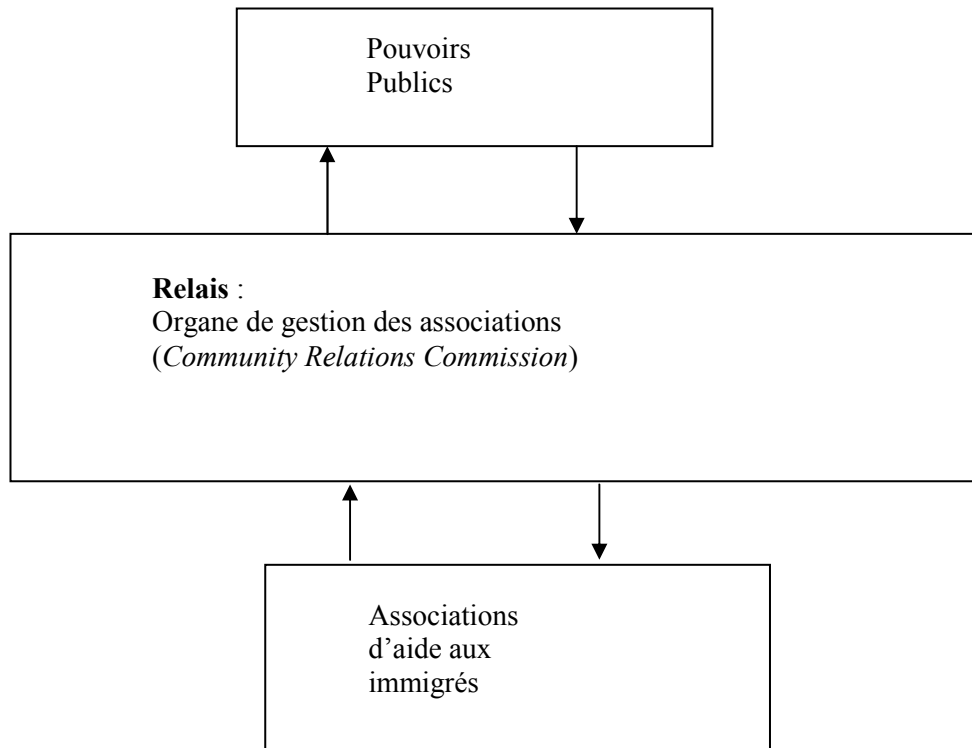 Pouvoirs
Publics
Relais :
Organe de gestion des associations
(Community Relations Commission)
Associations
d’aide aux
immigrés